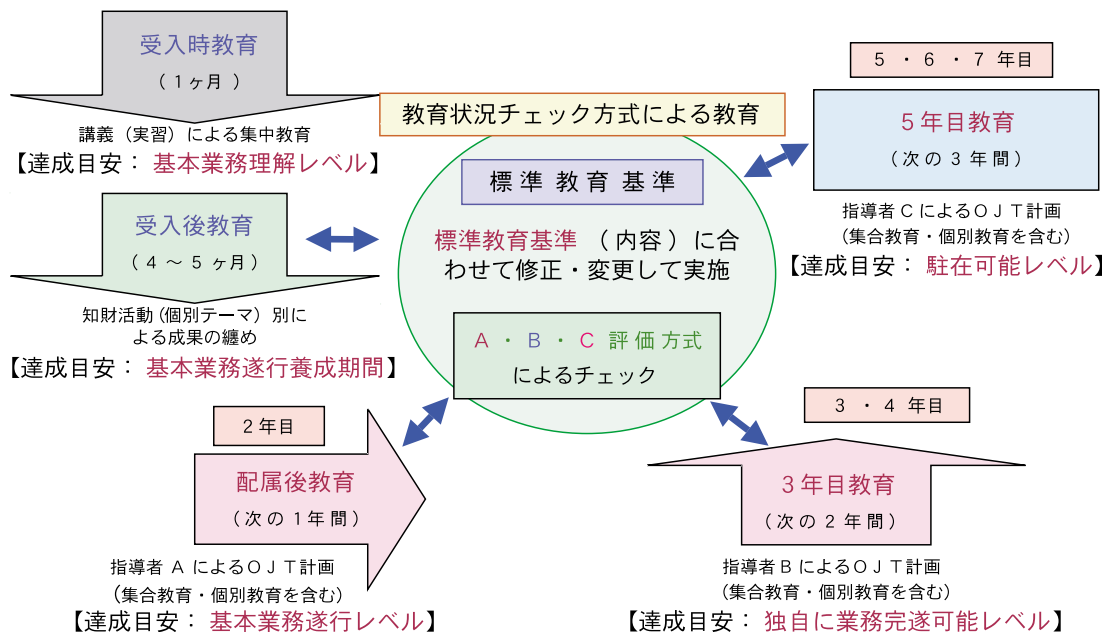 受入時教育
(1ヶ月)
講義(実習)による集中教育
【達成目安：基本業務理解レベル】
受入後教育
(4～5ヶ月)
知財活動(個別テーマ)別に
よる成果の纏め
【達成目安：基本業務遂行養成期間】
2年目
配属後教育
(次の1年間)
指導者AによるOJT計画
(集合教育・個別教育を含む)
【達成目安：基本業務遂行レベル】
教育状況チェック方式による教育
標準教育基準
標準教育基準(内容)に合
わせて修正・変更して実施
A・B・C評価方式
によるチェック
3・4年目
3年目教育
(次の2年間)
指導者BによるOJT計画
(集合教育・個別教育を含む)
【達成目安：独自に業務完遂可能レベル】
5・6・7年目
5年目教育
(次の3年間)
指導者CによるOJT計画
(集合教育・個別教育を含む)
【達成目安：駐在可能レベル】